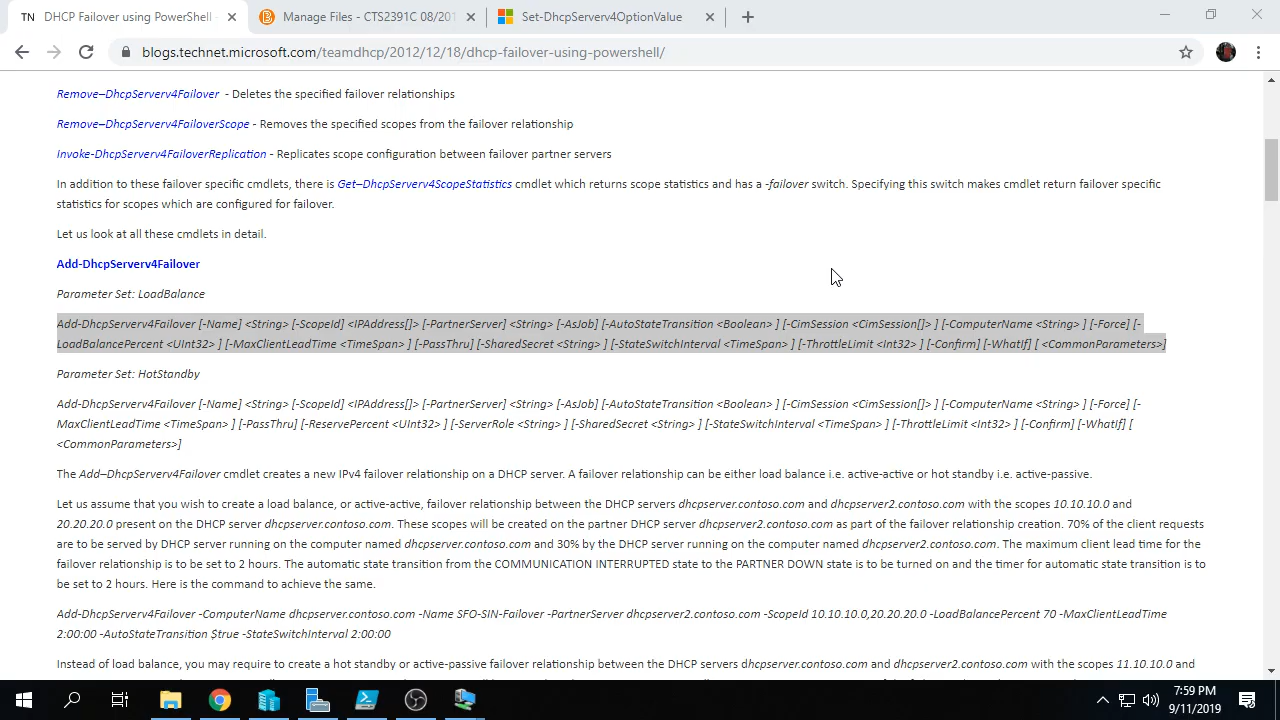 DHCP Failover using PowerShell –
Manage Files - CTS2391C 08/201
Set-DhcpServerv4OptionValue
blogs.technet.microsoft.com/teamdhcp/2012/12/18/dhcp-failover-using-powershell/
Remove–DhcpServerv4Failover - Deletes the specified failover relationships
Remove–DhcpServerv4FailoverScope - Removes the specified scopes from the failover relationship
Invoke-DhcpServerv4FailoverReplication - Replicates scope configuration between failover partner servers
In addition to these failover specific cmdlets, there is Get–DhcpServerv4ScopeStatistics cmdlet which returns scope statistics and has a -failover switch. Specifying this switch makes cmdlet return failover specific
statistics for scopes which are configured for failover.
Let us look at all these cmdlets in detail.
Add-DhcpServerv4Failover
Parameter Set: LoadBalance
Add-DhcpServerv4Failover [-Name] <String> [-ScopeId] <IPAddress[]> [-PartnerServer] <String> [-AsJob] [-AutoStateTransition <Boolean> ] [-CimSession <CimSession[]> ] [-ComputerName <String> ] [-Force] [-
LoadBalancePercent <UInt32> ] [-MaxClientLeadTime <TimeSpan> ] [-PassThru] [-SharedSecret <String> ] [-StateSwitchInterval <TimeSpan> ] [-ThrottleLimit <Int32> ] [-Confirm] [-WhatIf] [ <CommonParameters>]
Parameter Set: HotStandby
Add-DhcpServerv4Failover [-Name] <String> [-ScopeId] <IPAddress[]> [-PartnerServer] <String> [-AsJob] [-AutoStateTransition <Boolean> ] [-CimSession <CimSession[]> ] [-ComputerName <String> ] [-Force] [-
MaxClientLeadTime <TimeSpan> ] [-PassThru] [-ReservePercent <UInt32> ] [-ServerRole <String> ] [-SharedSecret <String> ] [-StateSwitchInterval <TimeSpan> ] [-ThrottleLimit <Int32> ] [-Confirm] [-WhatIf] [
<CommonParameters>]
The Add–DhcpServerv4Failover cmdlet creates a new IPv4 failover relationship on a DHCP server. A failover relationship can be either load balance i.e. active-active or hot standby i.e. active-passive.
Let us assume that you wish to create a load balance, or active-active, failover relationship between the DHCP servers dhcpserver.contoso.com and dhcpserver2.contoso.com with the scopes 10.10.10.0 and
20.20.20.0 present on the DHCP server dhcpserver.contoso.com. These scopes will be created on the partner DHCP server dhcpserver2.contoso.com as part of the failover relationship creation. 70% of the client requests
are to be served by DHCP server running on the computer named dhcpserver.contoso.com and 30% by the DHCP server running on the computer named dhcpserver2.contoso.com. The maximum client lead time for the
failover relationship is to be set to 2 hours. The automatic state transition from the COMMUNICATION INTERRUPTED state to the PARTNER DOWN state is to be turned on and the timer for automatic state transition is to
be set to 2 hours. Here is the command to achieve the same.
Add-DhcpServerv4Failover -ComputerName dhcpserver.contoso.com -Name SFO-SIN-Failover -PartnerServer dhcpserver2.contoso.com -ScopeId 10.10.10.0,20.20.20.0 -LoadBalancePercent 70 -MaxClientLeadTime
2:00:00 -AutoStateTransition $true -StateSwitchInterval 2:00:00
Instead of load balance, you may require to create a hot standby or active-passive failover relationship between the DHCP servers dhcpserver.contoso.com and dhcpserver2.contoso.com with the scopes 11.10.10.0 and
7:59 PM
9/11/2019